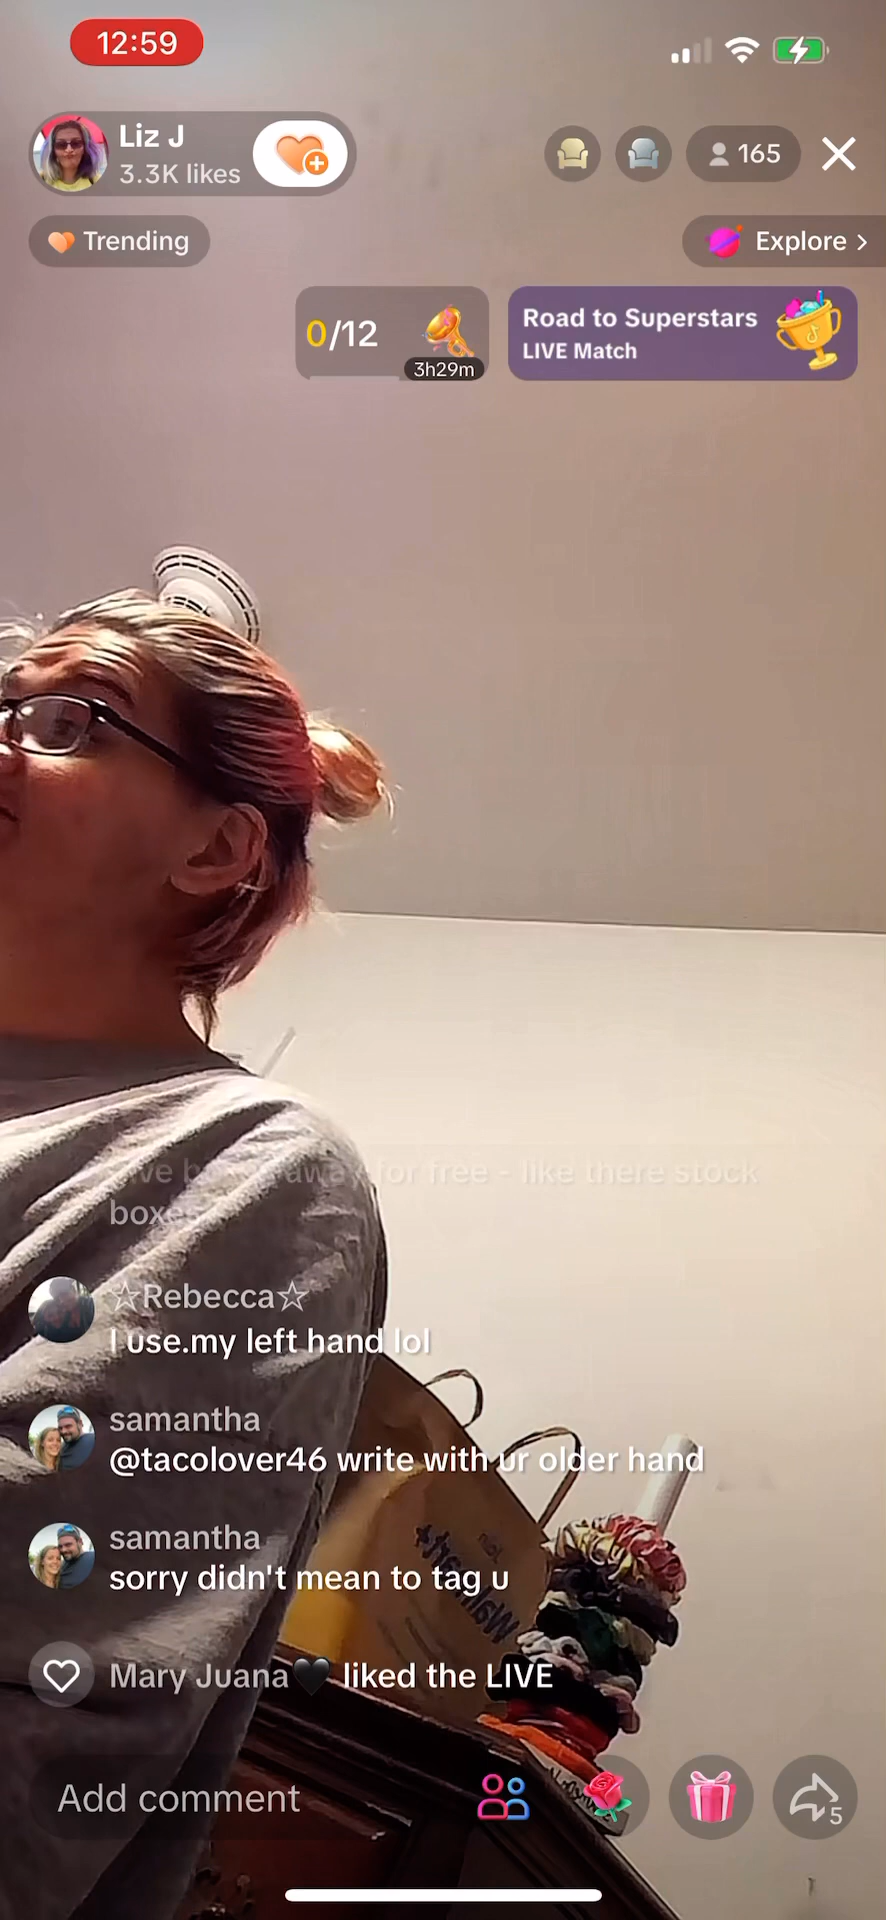 12:59
Liz J
3.3K likes
165
Trending
Explore >
0/12
3h29m
Road to Superstars
LIVE Match
away for free - like there stock
boxes
☆Rebecca☆
I use.my left hand lol
samantha
@tacolover46 write with ur older hand
samantha
sorry didn't mean to tag u
Walmart
Mary Juana🖤 liked the LIVE
Add comment
5